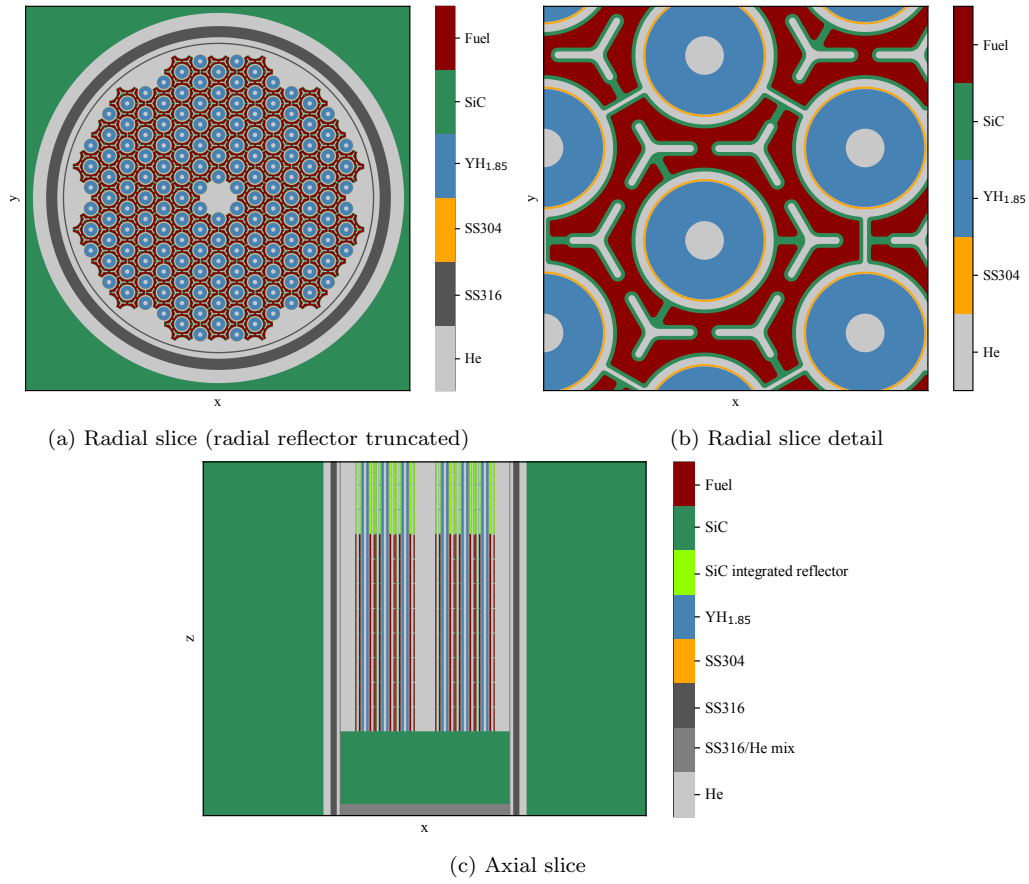 Fuel
SiC
YH1.85
SS304
SS316
He
y
x
Fuel
SiC
YH1.85
SS304
He
y
x
(a) Radial slice (radial reflector truncated)
(b) Radial slice detail
Fuel
SiC
SiC integrated reflector
YH1.85
SS304
SS316
SS316/He mix
He
z
x
(c) Axial slice